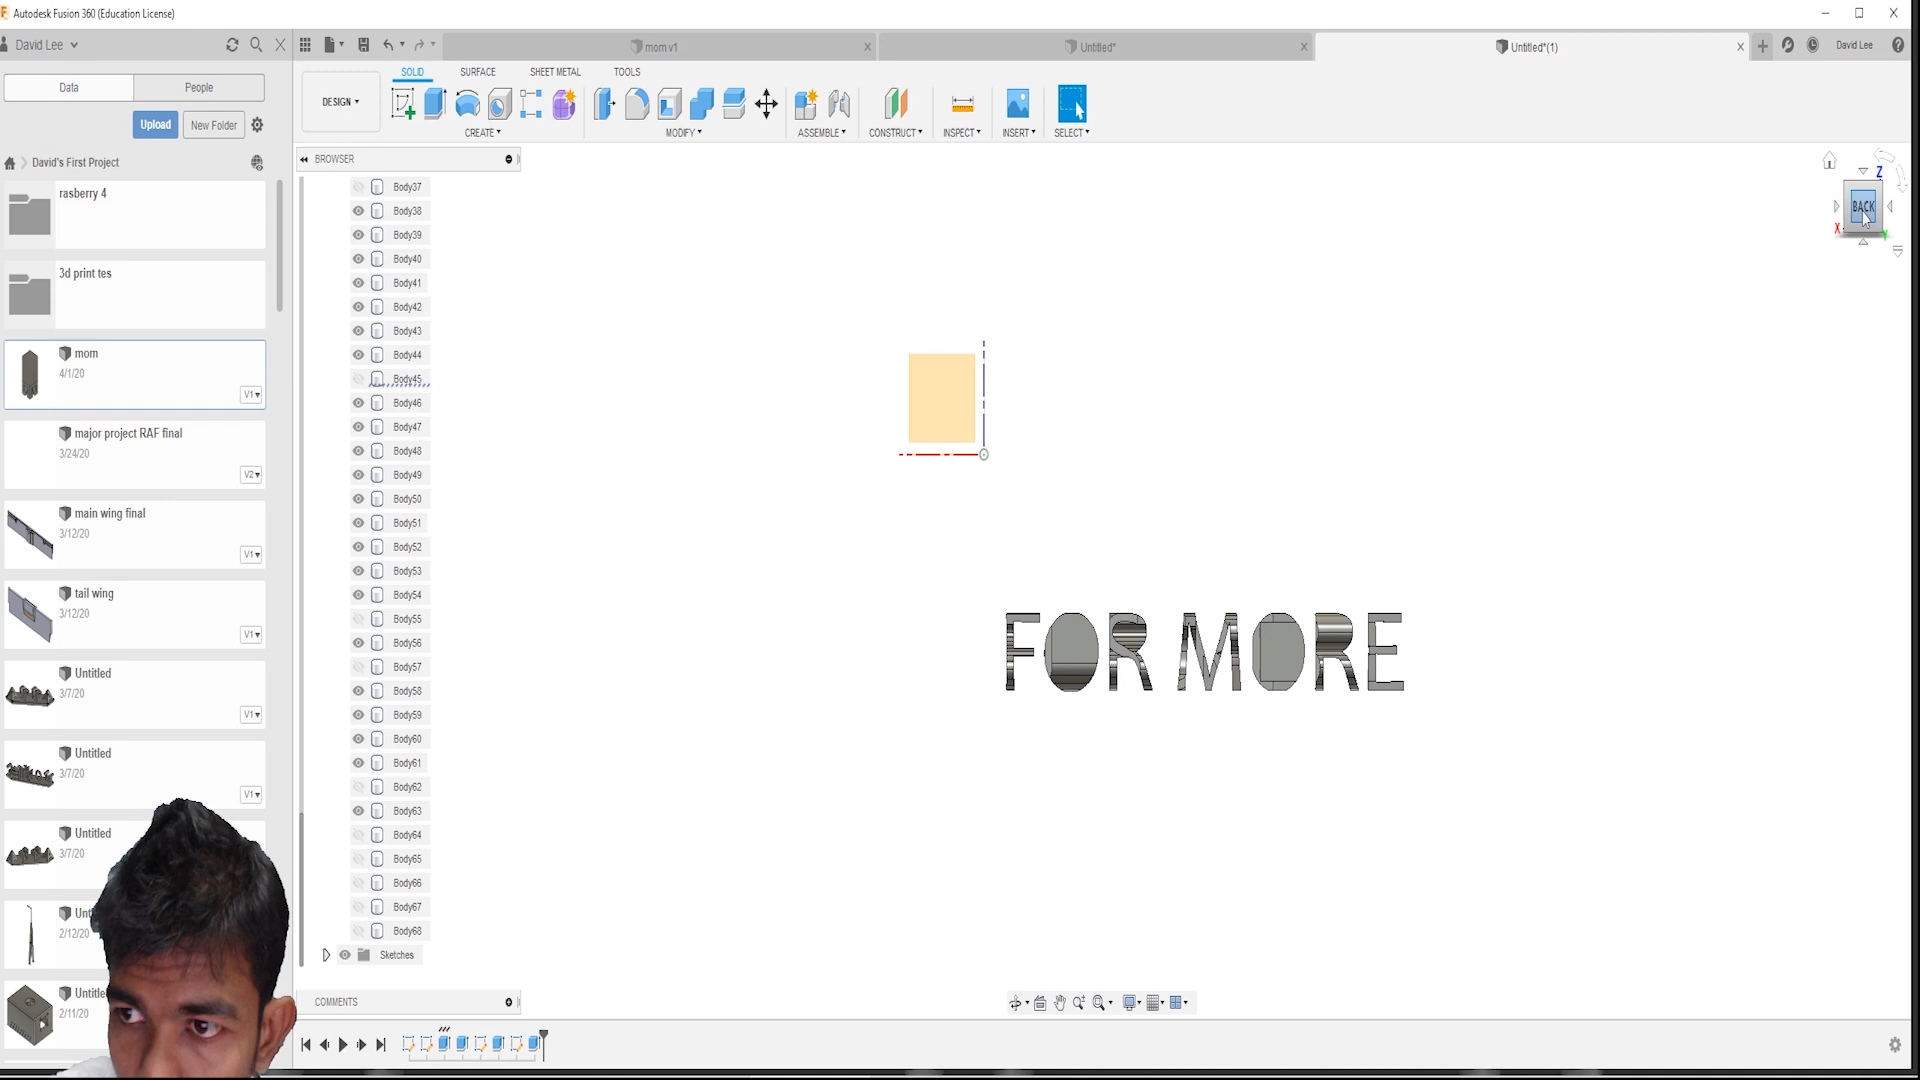 Autodesk Fusion 360 (Education License)
David Lee
mom v1
Untitled*
Untitled*(1)
David Lee
Data
People
Upload
New Folder
David's First Project
rasberry 4
3d print tes
mom
4/1/20
V1
major project RAF final
3/24/20
V2
main wing final
3/12/20
V1
tail wing
3/12/20
V1
Untitled
3/7/20
V1
Untitled
3/7/20
V1
Untitled
3/7/20
2/12/20
2/11/20
DESIGN
SOLID
SURFACE
SHEET METAL
TOOLS
CREATE
MODIFY
ASSEMBLE
CONSTRUCT
INSPECT
INSERT
SELECT
BROWSER
Body37
Body38
Body39
Body40
Body41
Body42
Body43
Body44
Body45
Body46
Body47
Body48
Body49
Body50
Body51
Body52
Body53
Body54
Body55
Body56
Body57
Body58
Body59
Body60
Body61
Body62
Body63
Body64
Body65
Body66
Body67
Body68
Sketches
COMMENTS
Z
BACK
X
FOR MORE